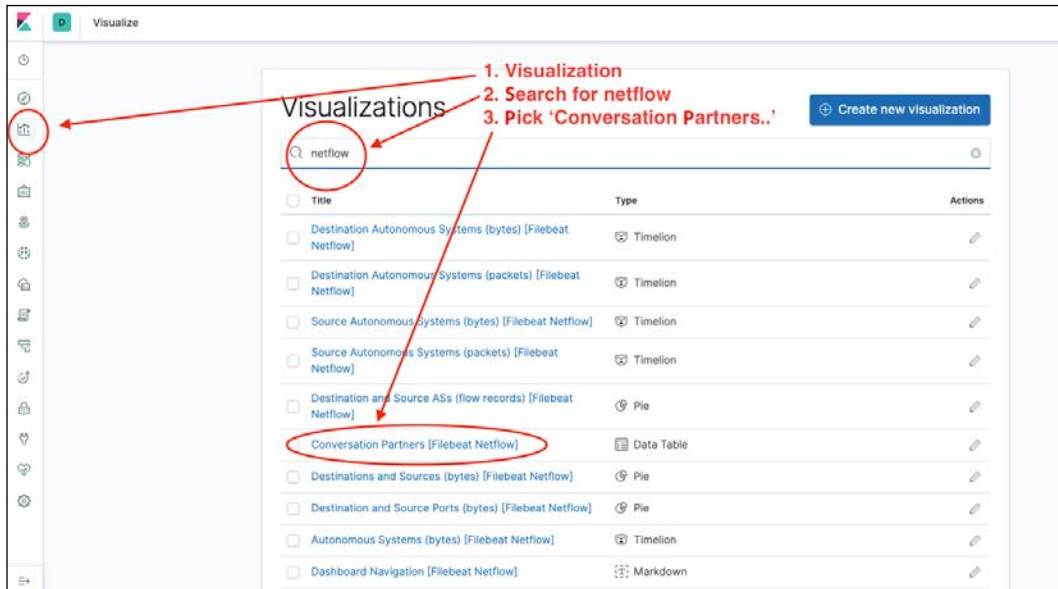 D Visualize
1. Visualization
2. Search for netflow
3. Pick ‘Conversation Partners..’
Visualizations
Create new visualization
netflow
Title Type Actions
Destination Autonomous Systems (bytes) [Filebeat
Netflow]
Timelion
Destination Autonomous Systems (packets) [Filebeat
Netflow]
Timelion
Source Autonomous Systems (bytes) [Filebeat Netflow] Timelion
Source Autonomous Systems (packets) [Filebeat
Netflow]
Timelion
Destination and Source ASs (flow records) [Filebeat
Netflow]
Pie
Conversation Partners [Filebeat Netflow] Data Table
Destinations and Sources (bytes) [Filebeat Netflow] Pie
Destination and Source Ports (bytes) [Filebeat Netflow] Pie
Autonomous Systems (bytes) [Filebeat Netflow] Timelion
Dashboard Navigation [Filebeat Netflow] Markdown